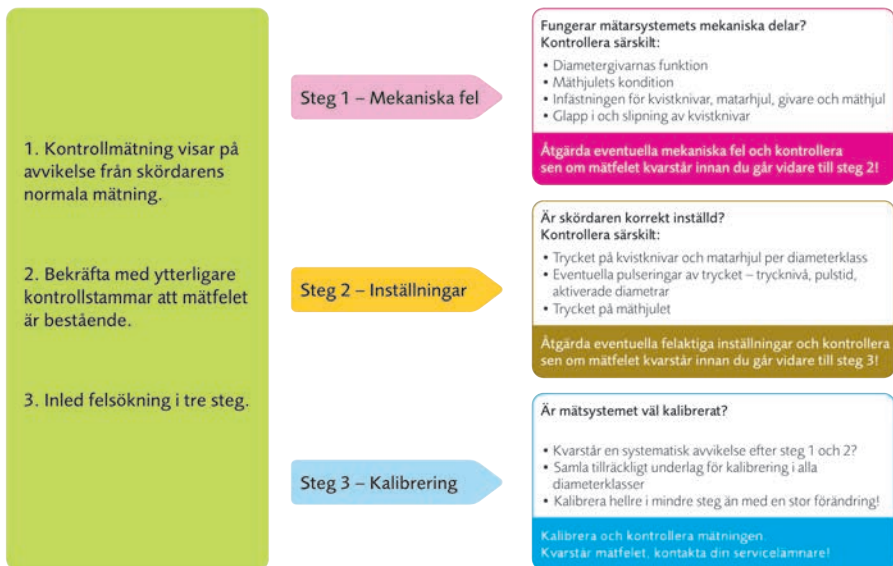 1. Kontrollmätning visar på
avvikelse från skördarens
normala mätning.
2. Bekräfta med ytterligare
kontrollstammar att mätfelet
är bestående.
3. Inled felsökning i tre steg.
Steg 1 – Mekaniska fel
Fungerar mätarsystemets mekaniska delar?
Kontrollera särskilt:
• Diametergivarnas funktion
• Mäthjulets kondition
• Infästningen för kvistknivar, matarhjul, givare och mäthjul
• Glapp i och slipning av kvistknivar
Åtgärda eventuella mekaniska fel och kontrollera
sen om mätfelet kvarstår innan du går vidare till steg 2!
Steg 2 – Inställningar
Är skördaren korrekt inställd?
Kontrollera särskilt:
• Trycket på kvistknivar och matarhjul per diameterklass
• Eventuella pulseringar av trycket – trycknivå, pulstid,
aktiverade diametrar
• Trycket på mäthjulet
Åtgärda eventuella felaktiga inställningar och kontrollera
sen om mätfelet kvarstår innan du går vidare till steg 3!
Steg 3 – Kalibrering
Är mätsystemet väl kalibrerat?
• Kvarstår en systematisk avvikelse efter steg 1 och 2?
• Samla tillräckligt underlag för kalibrering i alla
diameterklasser
• Kalibrera hellre i mindre steg än med en stor förändring!
Kalibrera och kontrollera mätningen.
Kvarstår mätfelet, kontakta din servicelämnare!